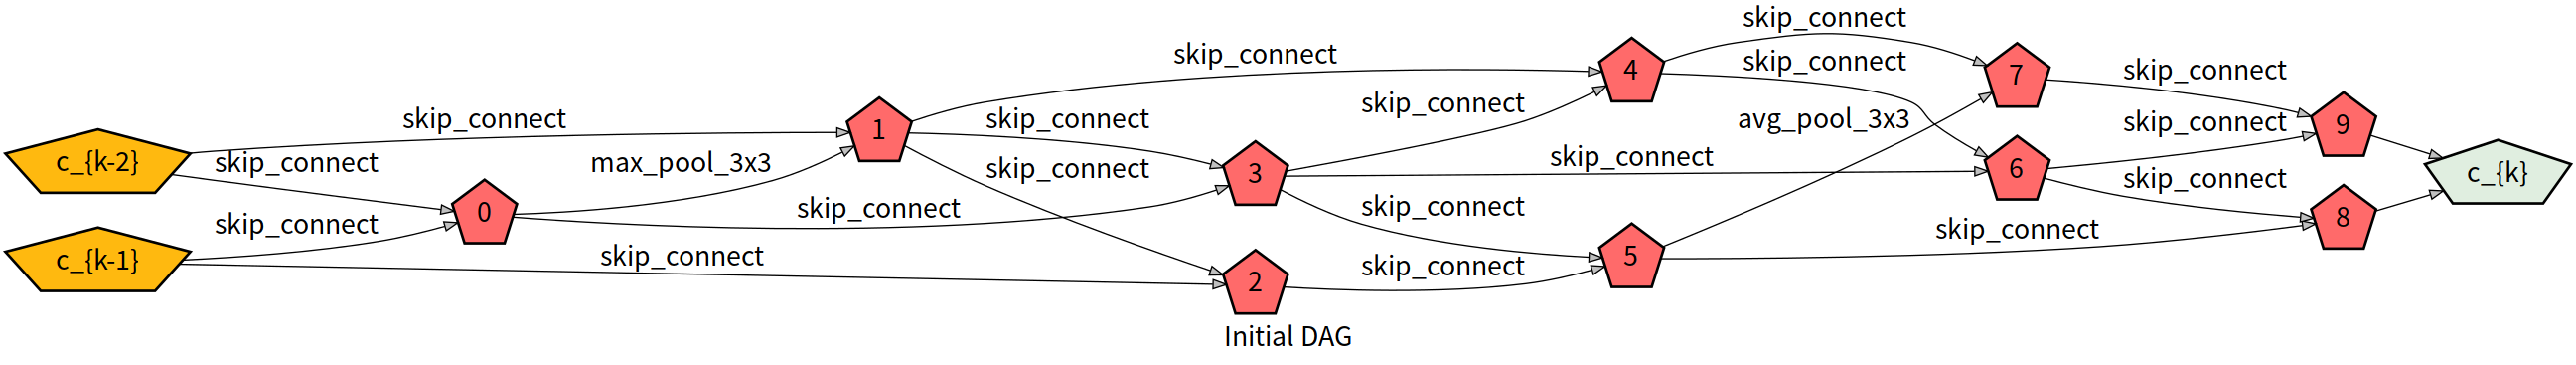 skip_connect
skip_connect
skip_connect
skip_connect
skip_connect
4
7
skip_connect
avg_pool_3x3
skip_connect
9
c_{k-2}
skip_connect
max_pool_3x3
1
skip_connect
skip_connect
3
skip_connect
6
skip_connect
c_{k}
0
skip_connect
skip_connect
5
skip_connect
8
c_{k-1}
skip_connect
skip_connect
skip_connect
2
Initial DAG